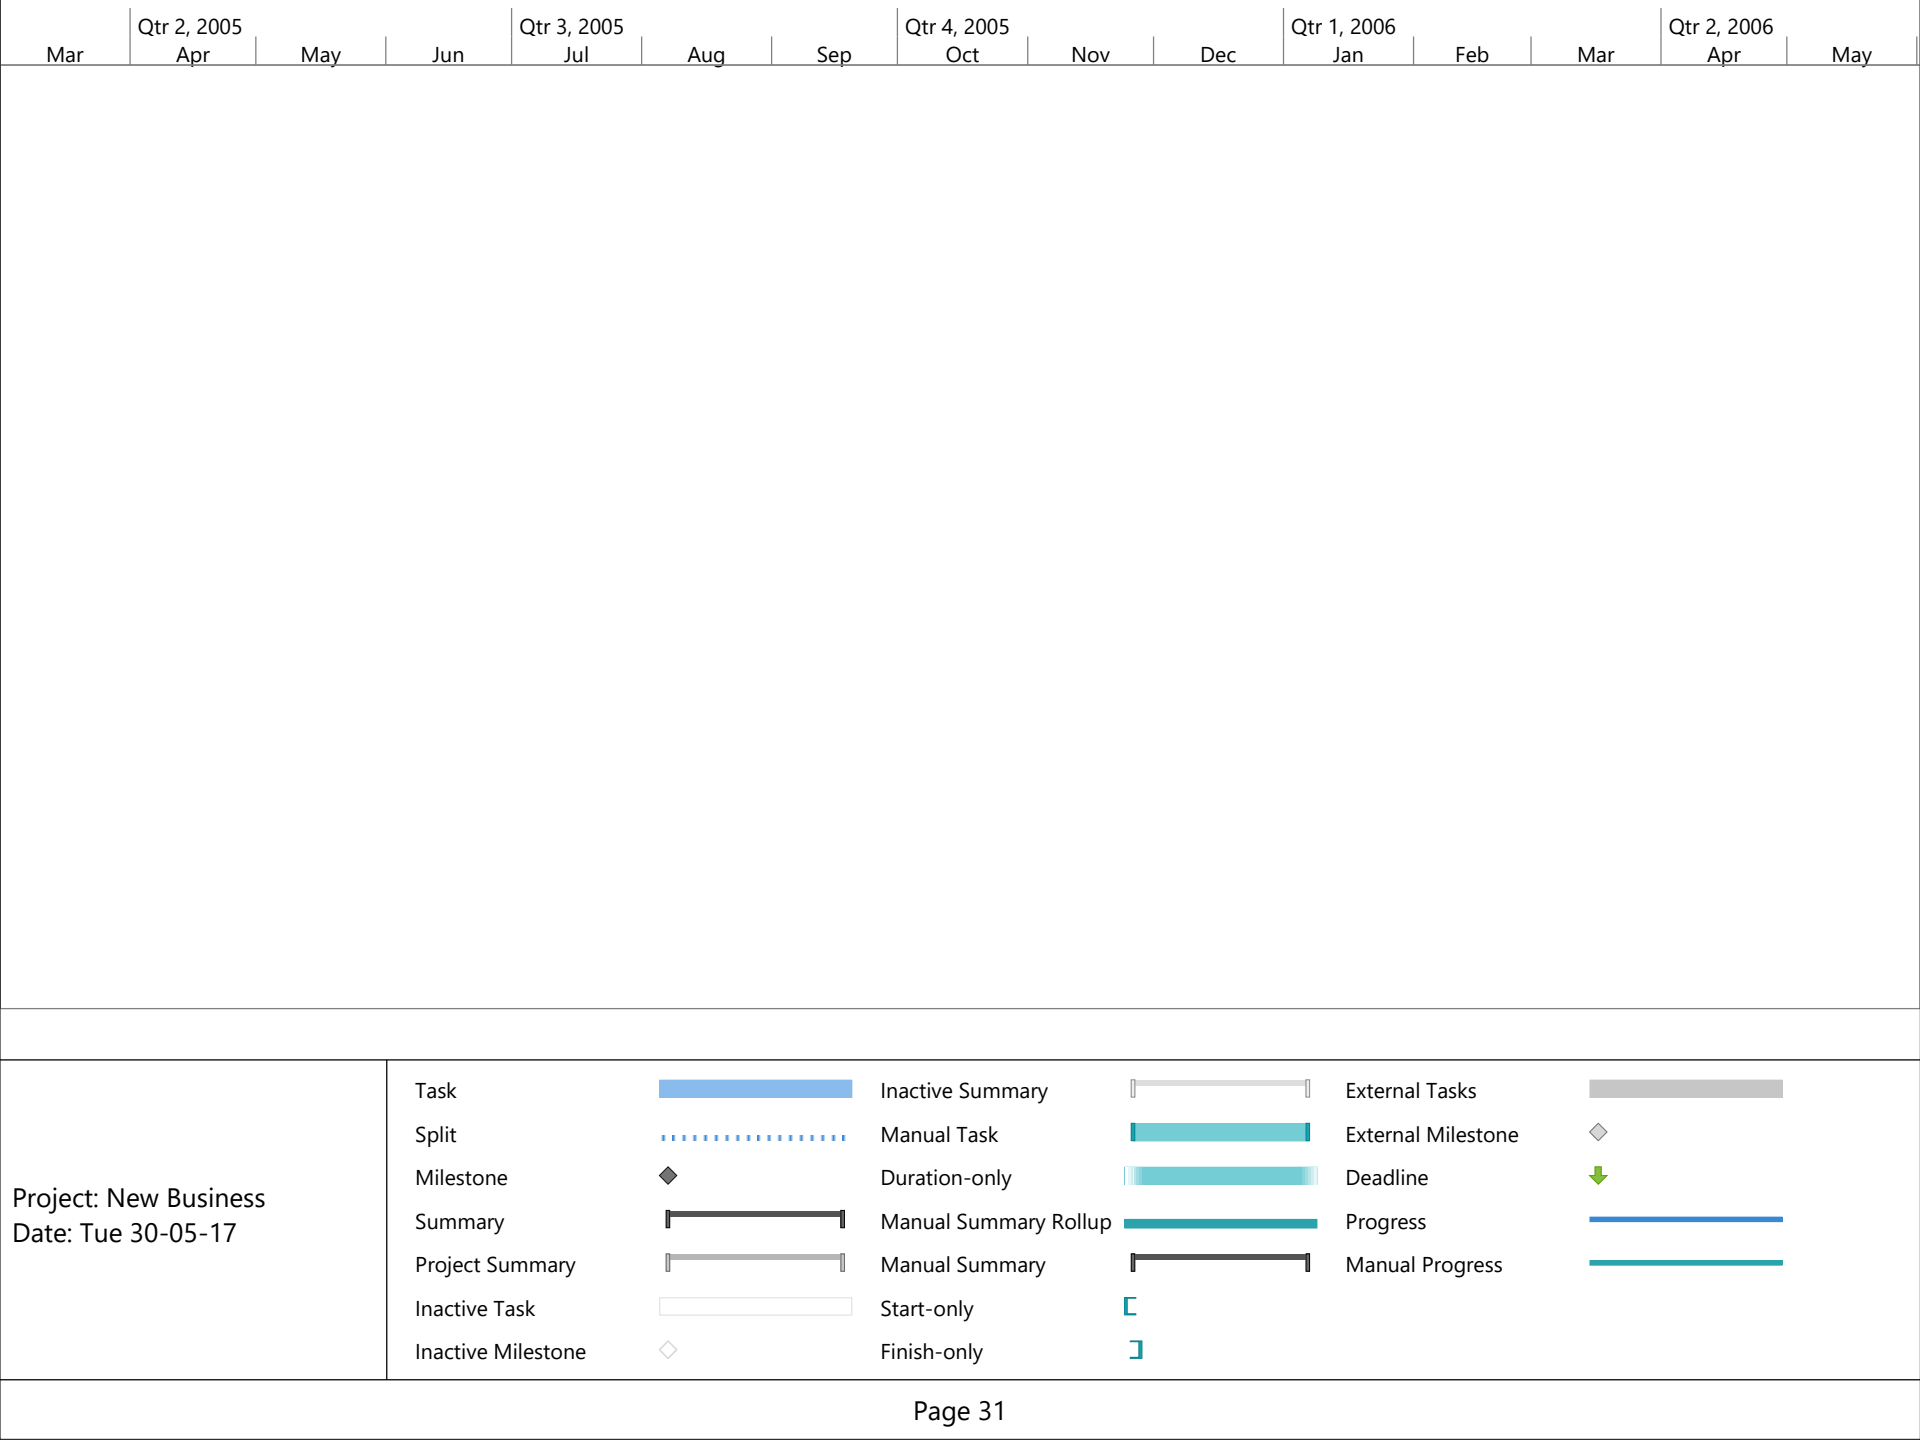 Qtr 2, 2005 Qtr 3, 2005 Qtr 4, 2005 Qtr 1, 2006 Qtr 2, 2006
Mar Apr May Jun Jul Aug Sep Oct Nov Dec Jan Feb Mar Apr May
Project: New Business
Date: Tue 30-05-17
Task
Split
Milestone
Summary
Project Summary
Inactive Task
Inactive Milestone
Inactive Summary
Manual Task
Duration-only
Manual Summary Rollup
Manual Summary
Start-only
Finish-only
External Tasks
External Milestone
Deadline
Progress
Manual Progress
Page 31